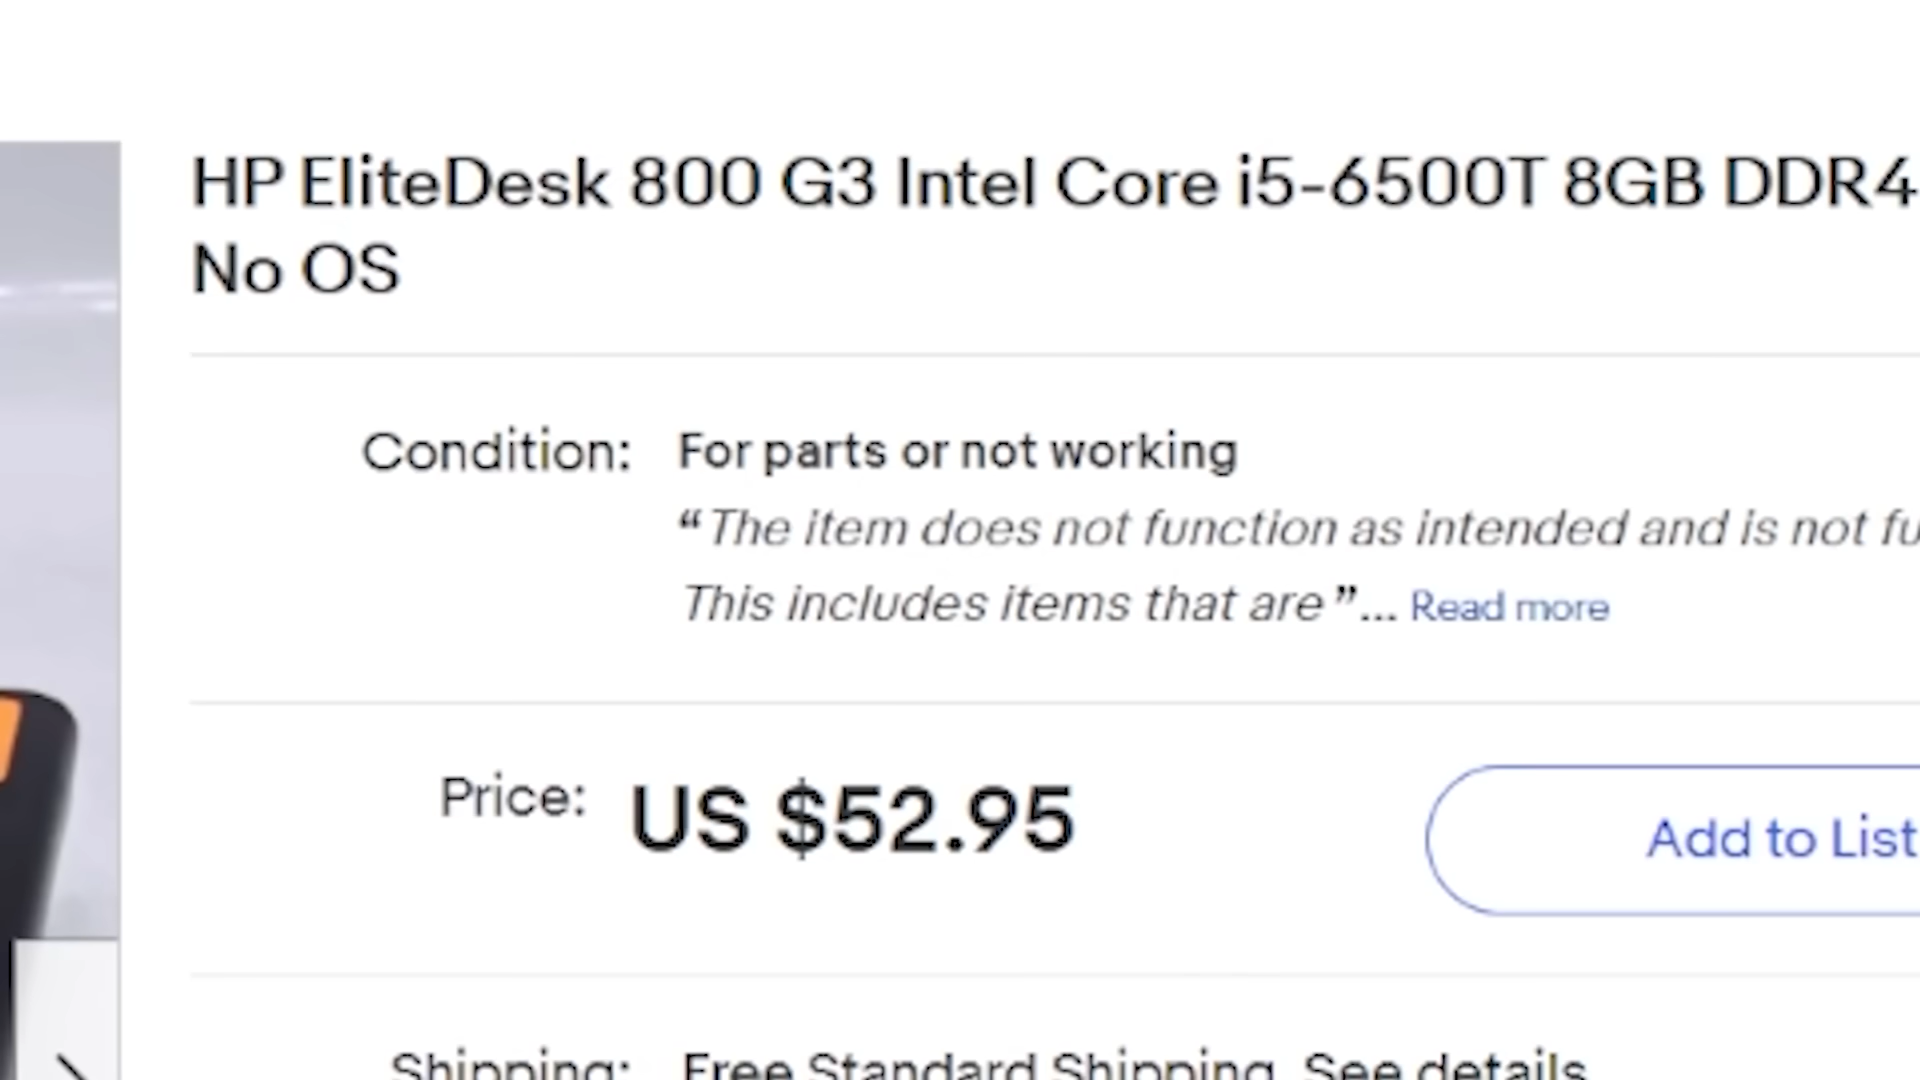 HP EliteDesk 800 G3 Intel Core i5-6500T 8GB DDR4
No OS
Condition: For parts or not working
“The item does not function as intended and is not
This includes items that are”... Read more
Price: US $52.95
Add to List
Shipping: Free Standard Shipping. See details